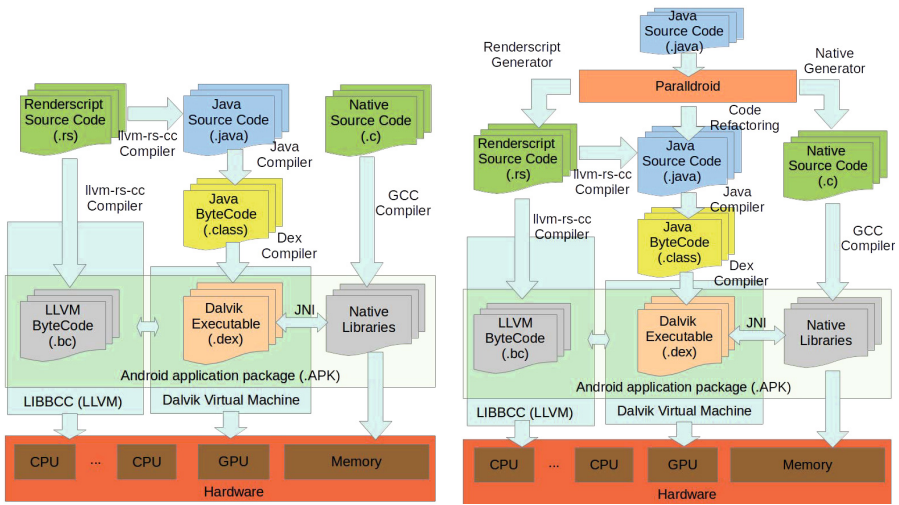 Renderscript
Source Code
(.rs)
llvm-rs-cc
Compiler
Java
Source Code
(.java)
Native
Source Code
(.c)
Java
Compiler
llvm-rs-cc
Compiler
Java
ByteCode
(.class)
GCC
Compiler
Dex
Compiler
LLVM
ByteCode
(.bc)
Dalvik
Executable
(.dex)
JNI
Native
Libraries
Android application package (.APK)
LIBBCC (LLVM)
Dalvik Virtual Machine
CPU
...
CPU
GPU
Memory
Hardware
Java
Source Code
(.java)
Renderscript
Generator
Native
Generator
Paralldroid
Code
Refactoring
Renderscript
Source Code
(.rs)
llvm-rs-cc
Compiler
Java
Source Code
(.java)
Native
Source Code
(.c)
Java
Compiler
llvm-rs-cc
Compiler
Java
ByteCode
(.class)
GCC
Compiler
Dex
Compiler
LLVM
ByteCode
(.bc)
Dalvik
Executable
(.dex)
JNI
Native
Libraries
Android application package (.APK)
LIBBCC (LLVM)
Dalvik Virtual Machine
CPU
...
CPU
GPU
Memory
Hardware